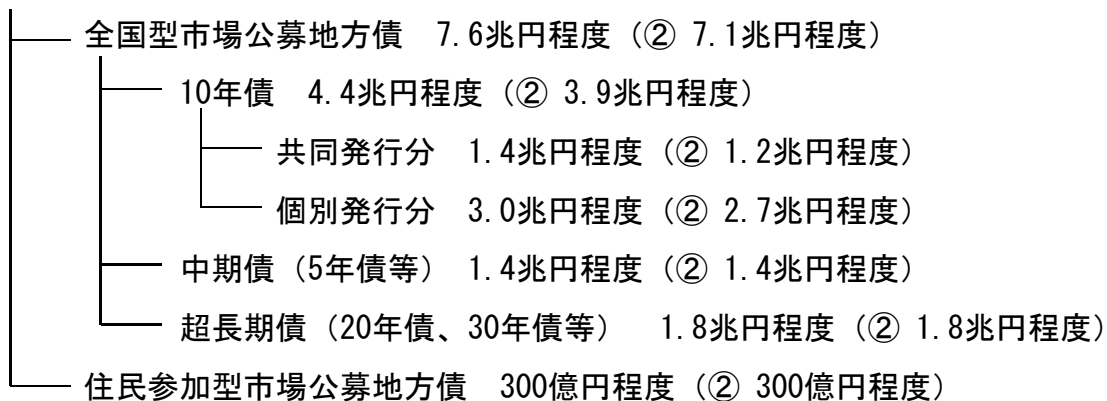 全国型市場公募地方債 7.6兆円程度（② 7.1兆円程度）
10年債 4.4兆円程度（② 3.9兆円程度）
共同発行分 1.4兆円程度（② 1.2兆円程度）
個別発行分 3.0兆円程度（② 2.7兆円程度）
中期債（5年債等） 1.4兆円程度（② 1.4兆円程度）
超長期債（20年債、30年債等） 1.8兆円程度（② 1.8兆円程度）
住民参加型市場公募地方債 300億円程度（② 300億円程度）